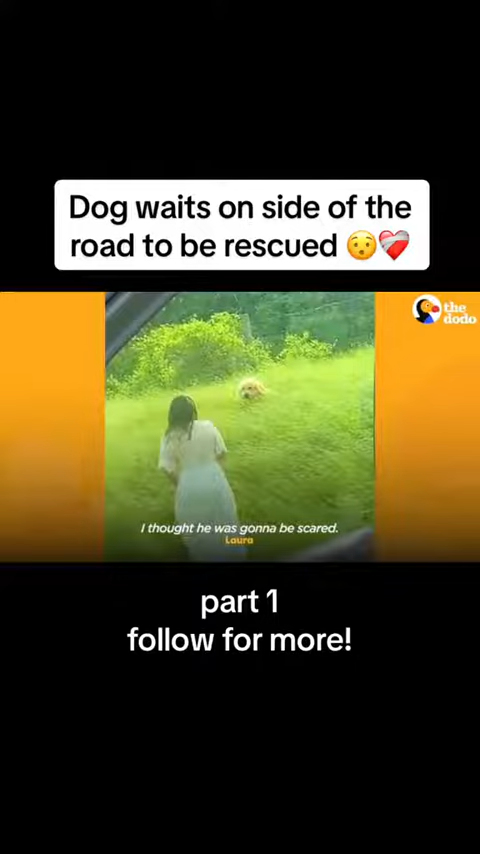 Dog waits on side of the
road to be rescued 😯❤️‍🩹
the
dodo
I thought he was gonna be scared.
Laura
part 1
follow for more!